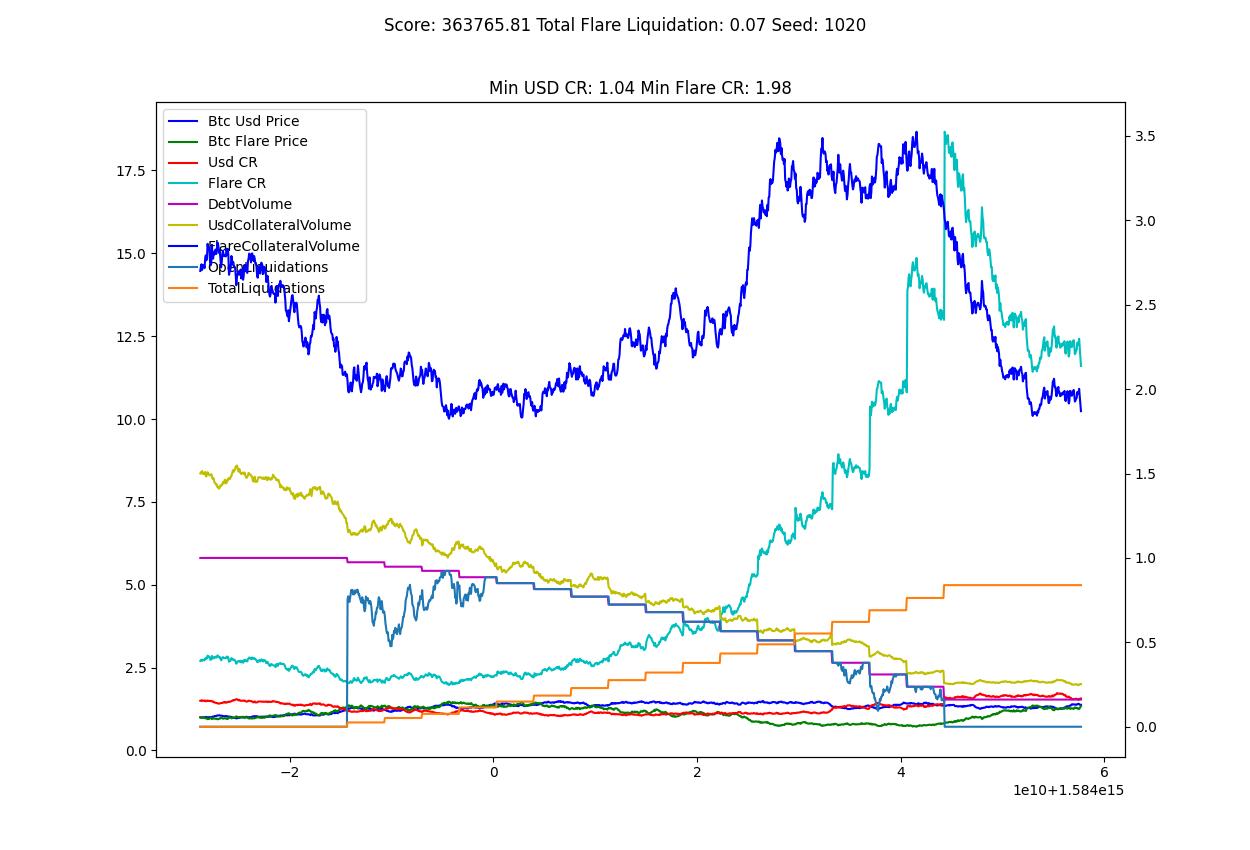 Score: 363765.81 Total Flare Liquidation: 0.07 Seed: 1020
Min USD CR: 1.04 Min Flare CR: 1.98
Btc Usd Price
Btc Flare Price
Usd CR
Flare CR
DebtVolume
UsdCollateralVolume
FlareCollateralVolume
OpenLiquidations
TotalLiquidations
17.5
15.0
12.5
10.0
7.5
5.0
2.5
0.0
3.5
3.0
2.5
2.0
1.5
1.0
0.5
0.0
−2
0
2
4
6
1e10+1.584e15